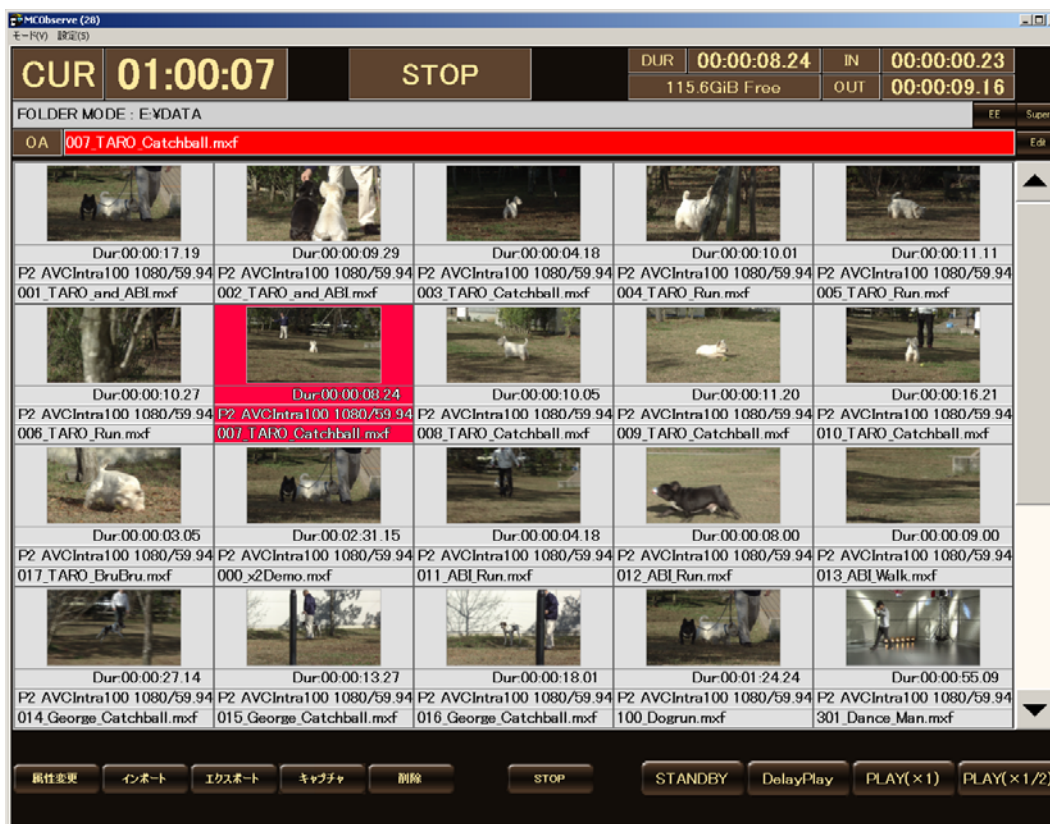 MCObserve (28)
モード(V) 設定(S)
CUR 01:00:07 STOP DUR 00:00:08.24 IN 00:00:00.23
115.6GiB Free OUT 00:00:09.16
FOLDER MODE : E:¥DATA EE Super
OA 007_TARO_Catchball.mxf Edit
Dur:00:00:17.19 Dur:00:00:09.29 Dur:00:00:04.18 Dur:00:00:10.01 Dur:00:00:11.11
P2 AVCIntra100 1080/59.94 P2 AVCIntra100 1080/59.94 P2 AVCIntra100 1080/59.94 P2 AVCIntra100 1080/59.94 P2 AVCIntra100 1080/59.94
001_TARO_and_ABI.mxf 002_TARO_and_ABI.mxf 003_TARO_Catchball.mxf 004_TARO_Run.mxf 005_TARO_Run.mxf
Dur:00:00:10.27 Dur:00:00:08.24 Dur:00:00:10.05 Dur:00:00:11.20 Dur:00:00:16.21
P2 AVCIntra100 1080/59.94 P2 AVCIntra100 1080/59.94 P2 AVCIntra100 1080/59.94 P2 AVCIntra100 1080/59.94 P2 AVCIntra100 1080/59.94
006_TARO_Run.mxf 007_TARO_Catchball.mxf 008_TARO_Catchball.mxf 009_TARO_Catchball.mxf 010_TARO_Catchball.mxf
Dur:00:00:03.05 Dur:00:02:31.15 Dur:00:00:04.18 Dur:00:00:08.00 Dur:00:00:09.00
P2 AVCIntra100 1080/59.94 P2 AVCIntra100 1080/59.94 P2 AVCIntra100 1080/59.94 P2 AVCIntra100 1080/59.94 P2 AVCIntra100 1080/59.94
017_TARO_BruBru.mxf 000_x2Demo.mxf 011_ABI_Run.mxf 012_ABI_Run.mxf 013_ABI_Walk.mxf
Dur:00:00:27.14 Dur:00:00:13.27 Dur:00:00:18.01 Dur:00:01:24.24 Dur:00:00:55.09
P2 AVCIntra100 1080/59.94 P2 AVCIntra100 1080/59.94 P2 AVCIntra100 1080/59.94 P2 AVCIntra100 1080/59.94 P2 AVCIntra100 1080/59.94
014_George_Catchball.mxf 015_George_Catchball.mxf 016_George_Catchball.mxf 100_Dogrun.mxf 301_Dance_Man.mxf
属性変更 インポート エクスポート キャプチャ 削除 STOP STANDBY DelayPlay PLAY(×1) PLAY(×1/2)